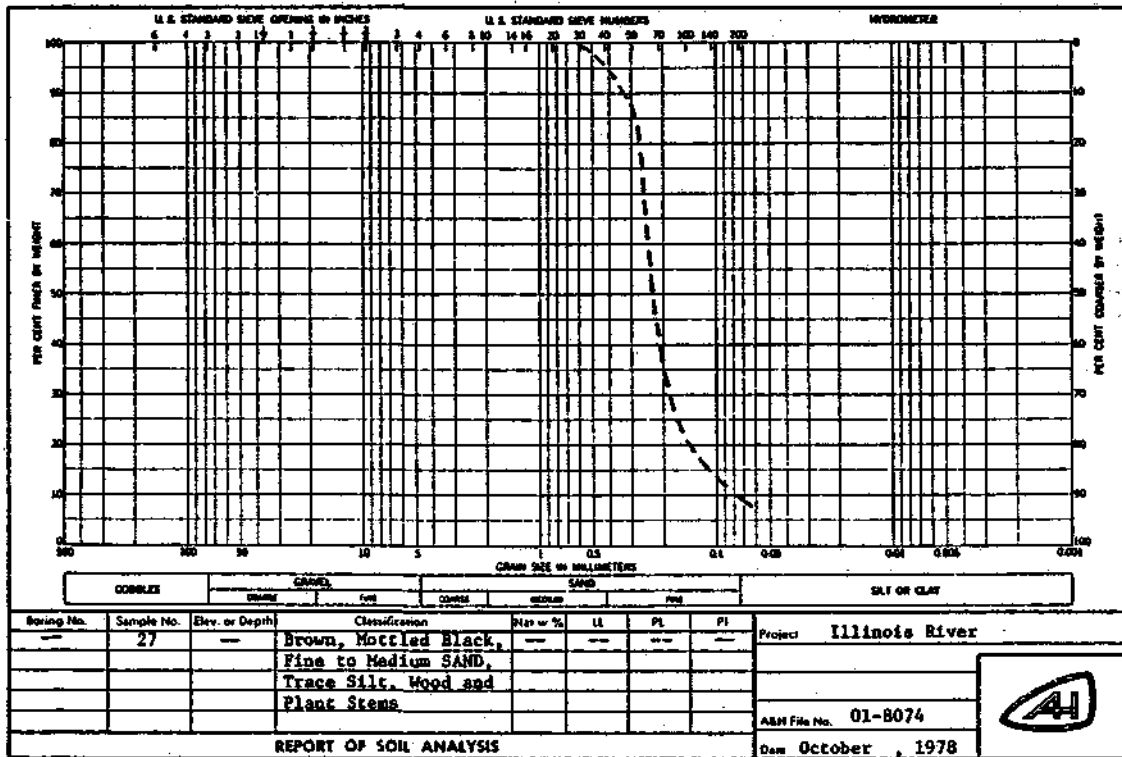 U. S. STANDARD SIEVE OPENING IN INCHES
U. S. STANDARD SIEVE NUMBERS
HYDROMETER
6 4 3 2 1½ 1 3 4 6 8 10 14 16 20 30 40 50 70 100 140 200
PER CENT FINER BY WEIGHT
100
90
80
70
60
50
40
30
20
10
0
PER CENT COARSER BY WEIGHT
0
10
20
30
40
50
60
70
80
90
100
500 100 50 10 5 1 0.5 0.1 0.05 0.01 0.005 0.001
GRAIN SIZE IN MILLIMETERS
COBBLES
GRAVEL
COARSE FINE
SAND
COARSE MEDIUM FINE
SILT OR CLAY
Boring No. Sample No. Elev. or Depth Classification Nat w % LL PL PI
— 27 — Brown, Mottled Black, -- -- -- --
Fine to Medium SAND,
Trace Silt, Wood and
Plant Stems
REPORT OF SOIL ANALYSIS
Project Illinois River
A&H File No. 01-8074
Date October , 1978
AH